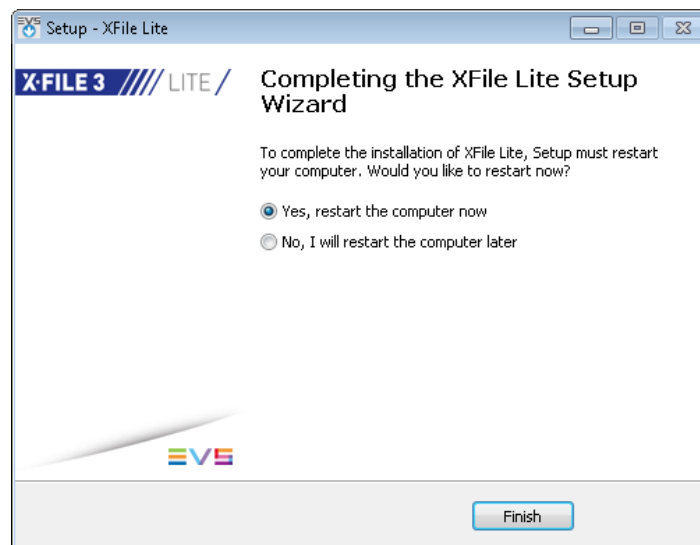 EVS
Setup - XFile Lite
X·FILE 3 //// LITE /
Completing the XFile Lite Setup
Wizard
To complete the installation of XFile Lite, Setup must restart
your computer. Would you like to restart now?
Yes, restart the computer now
No, I will restart the computer later
EVS
Finish